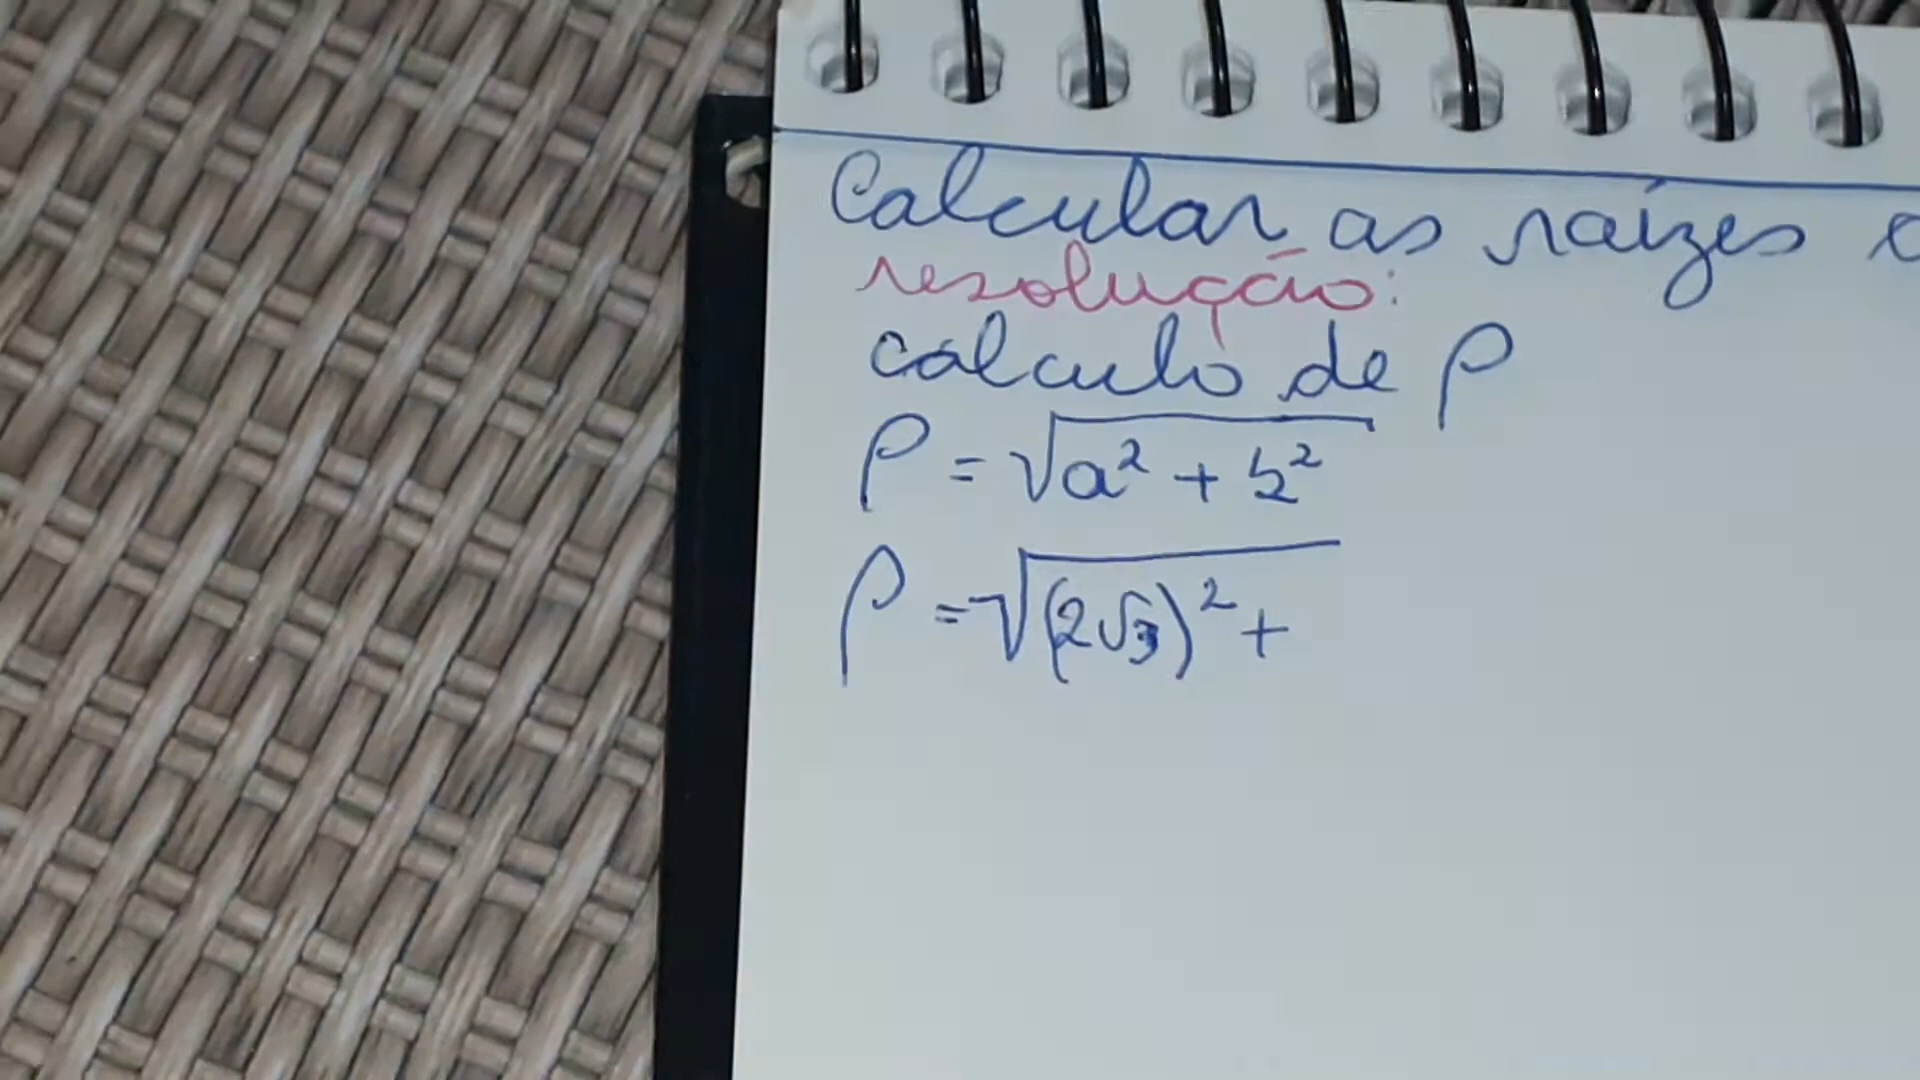 Calcular as raízes
resolução:
cálculo de ρ
ρ = √a² + b²
ρ = √(2√3)² +